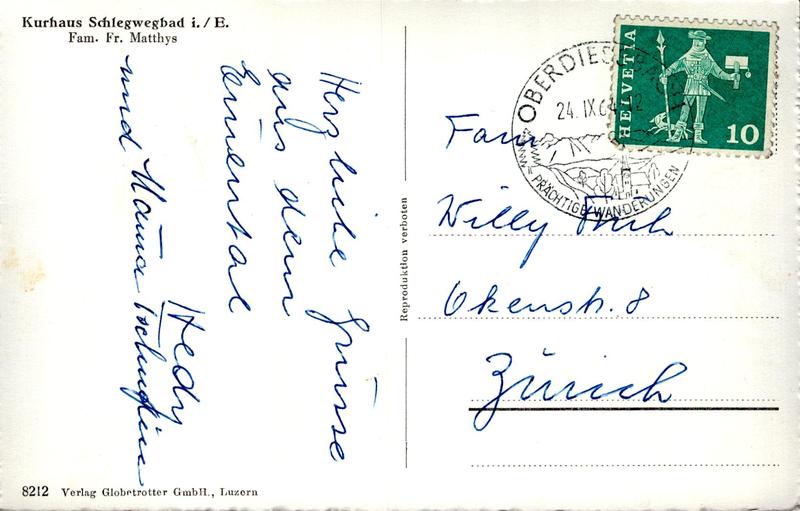 Kurhaus Schlegwegbad i./E.
Fam. Fr. Matthys
Herzliche Grüsse
aus dem
Emmental
Hedy
und Mama
8212 Verlag Globetrotter GmbH., Luzern
Reproduktion verboten
OBERDIESSBACH
24. IX 64 12
PRÄCHTIGE WANDERUNGEN
HELVETIA
10
Fam
Willy
Okenstr. 8
Zürich